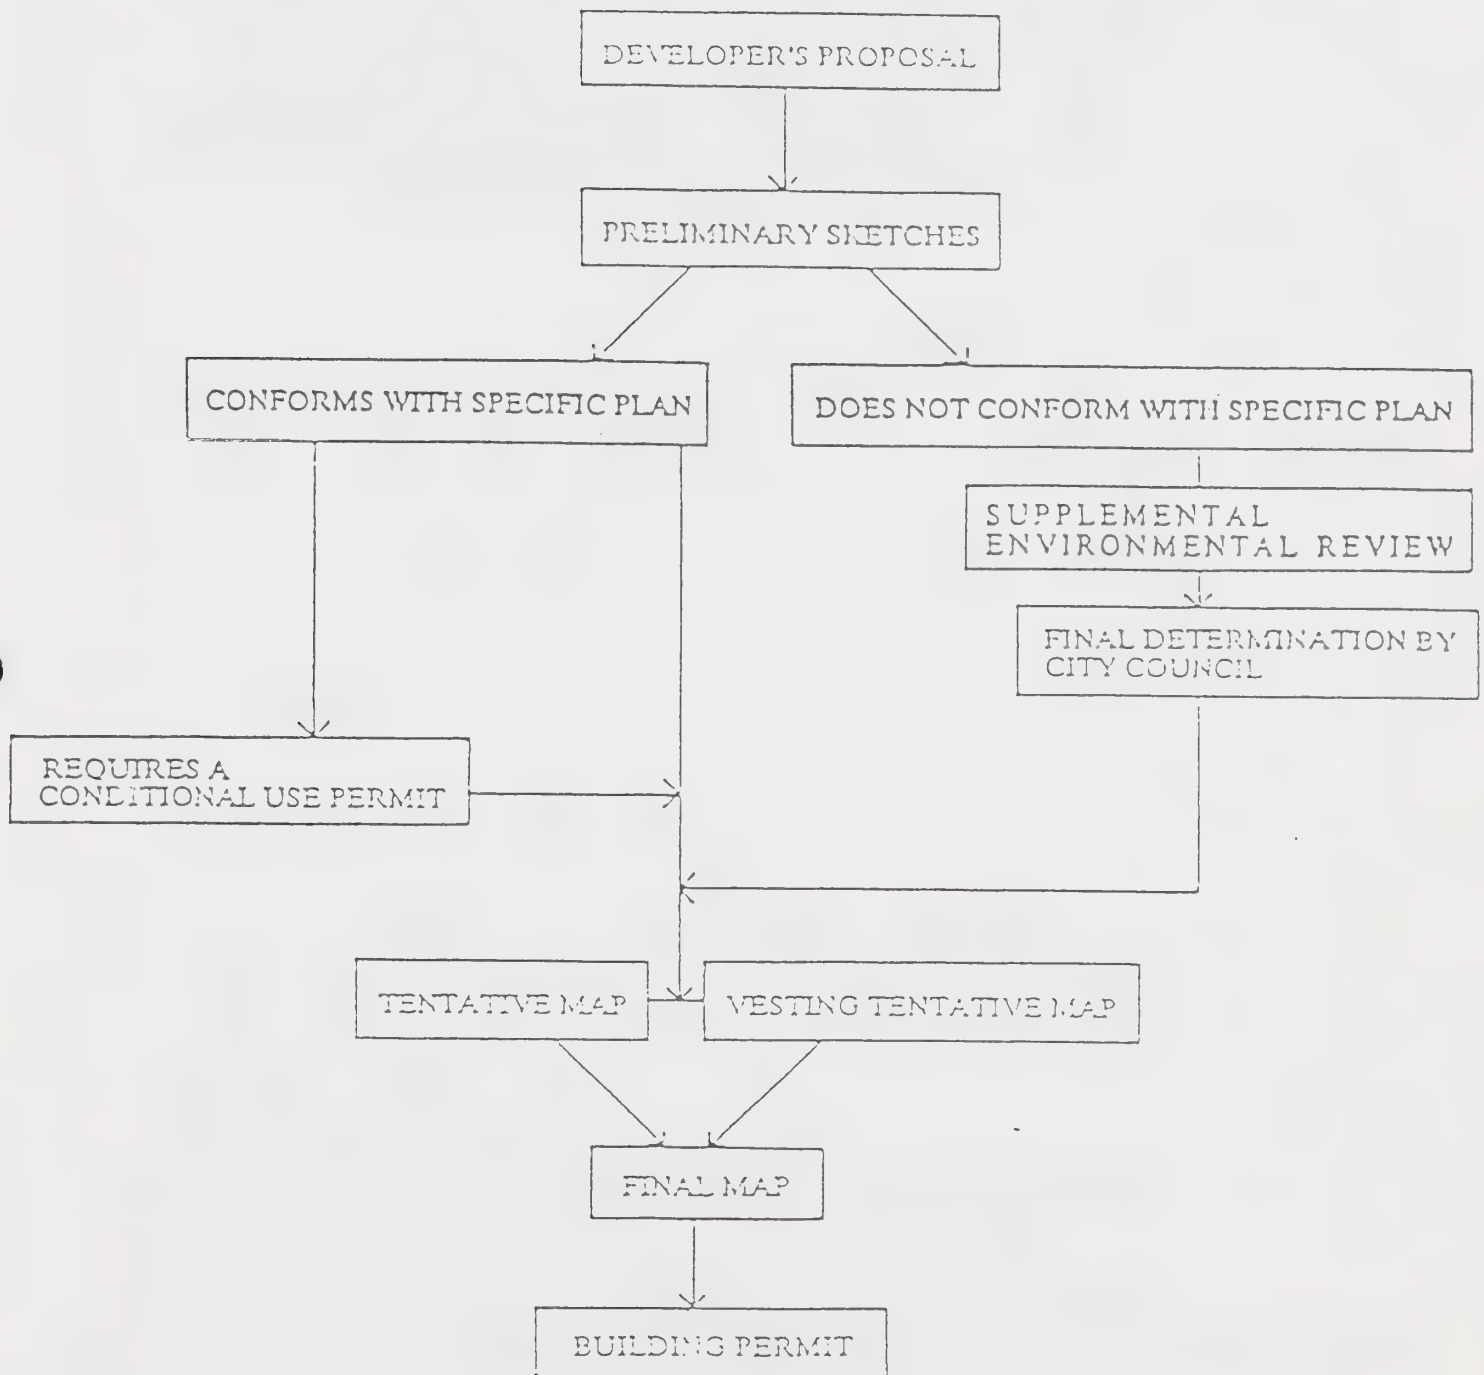 DEVELOPER'S PROPOSAL
PRELIMINARY SKETCHES
CONFORMS WITH SPECIFIC PLAN
DOES NOT CONFORM WITH SPECIFIC PLAN
SUPPLEMENTAL
ENVIRONMENTAL REVIEW
FINAL DETERMINATION BY
CITY COUNCIL
REQUIRES A
CONDITIONAL USE PERMIT
TENTATIVE MAP
VESTING TENTATIVE MAP
FINAL MAP
BUILDING PERMIT